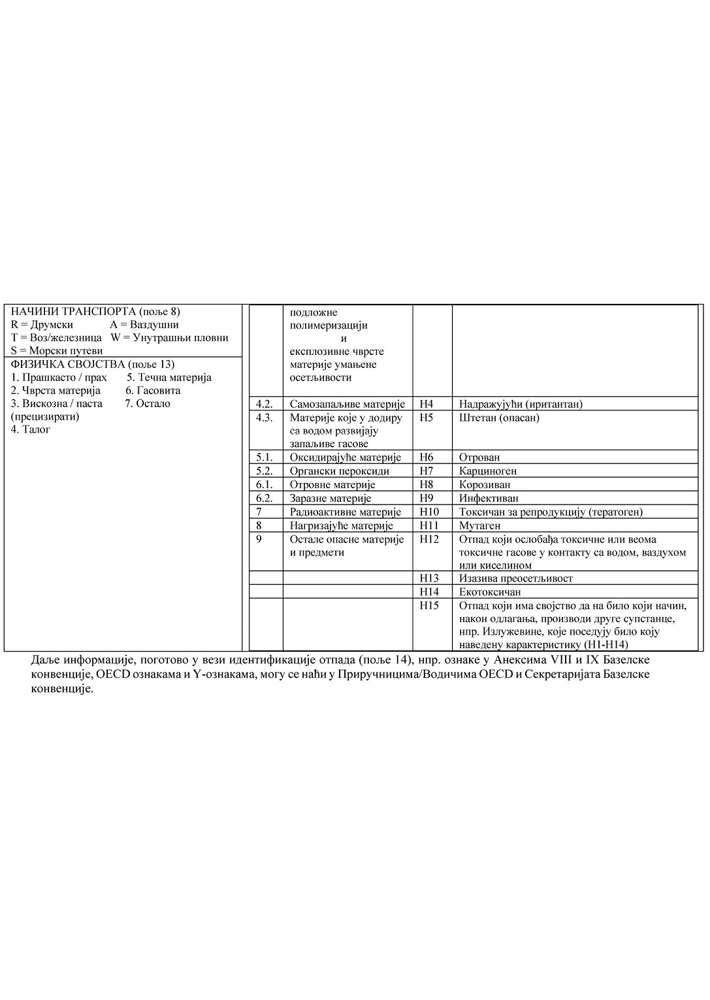 НАЧИНИ ТРАНСПОРТА (поље 8)
R = Друмски A = Ваздушни
T = Воз/железница W = Унутрашњи пловни
S = Морски путеви
ФИЗИЧКА СВОЈСТВА (поље 13)
1. Прашкасто / прах 5. Течна материја
2. Чврста материја 6. Гасовита
3. Вискозна / паста 7. Остало
(прецизирати)
4. Талог
подложне
полимеризацији
и
експлозивне чврсте
материје умањене
осетљивости
4.2. Самозапаљиве материје H4 Надражујући (иритантан)
4.3. Материје које у додиру H5 Штетан (опасан)
са водом развијају
запаљиве гасове
5.1. Оксидирајуће материје H6 Отрован
5.2. Органски пероксиди H7 Карциноген
6.1. Отровне материје H8 Корозиван
6.2. Заразне материје H9 Инфективан
7 Радиоактивне материје H10 Токсичан за репродукцију (тератоген)
8 Нагризајуће материје H11 Мутаген
9 Остале опасне материје H12 Отпад који ослобађа токсичне или веома
и предмети токсичне гасове у контакту са водом, ваздухом
или киселином
H13 Изазива преосетљивост
H14 Екотоксичан
H15 Отпад који има својство да на било који начин,
након одлагања, производи друге супстанце,
нпр. Излужевине, које поседују било коју
наведену карактеристику (H1-H14)
Даље информације, поготово у вези идентификације отпада (поље 14), нпр. ознаке у Анексима VIII и IX Базелске
конвенције, OECD ознакама и Y-ознакама, могу се наћи у Приручницима/Водичима OECD и Секретаријата Базелске
конвенције.